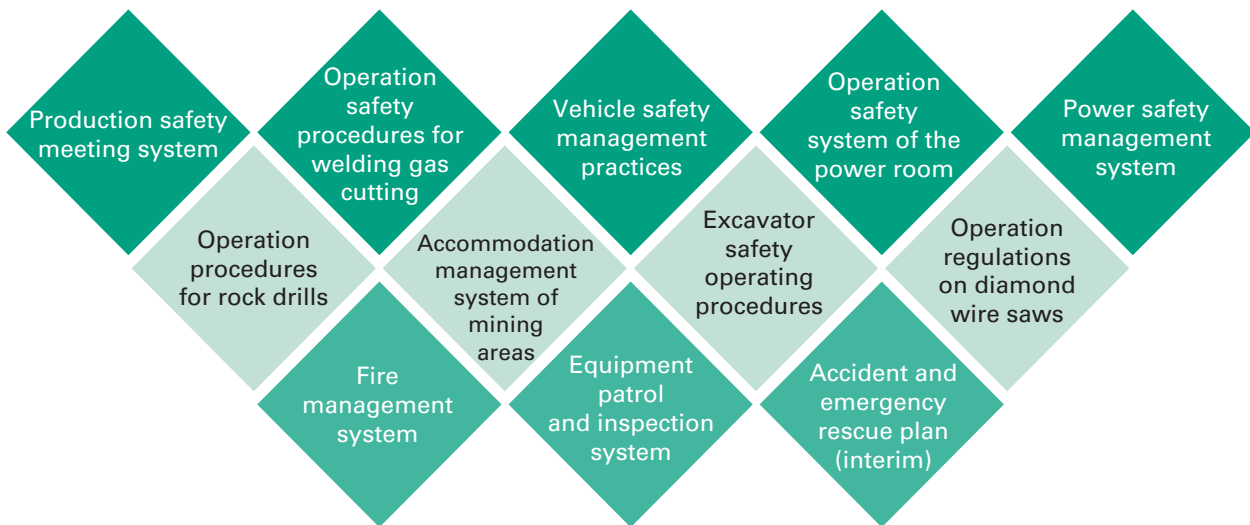 Production safety
meeting system
Operation
safety
procedures for
welding gas
cutting
Vehicle safety
management
practices
Operation
safety
system of the
power room
Power safety
management
system
Operation
procedures
for rock drills
Accommodation
management
system of
mining
areas
Excavator
safety
operating
procedures
Operation
regulations
on diamond
wire saws
Fire
management
system
Equipment
patrol
and inspection
system
Accident and
emergency
rescue plan
(interim)